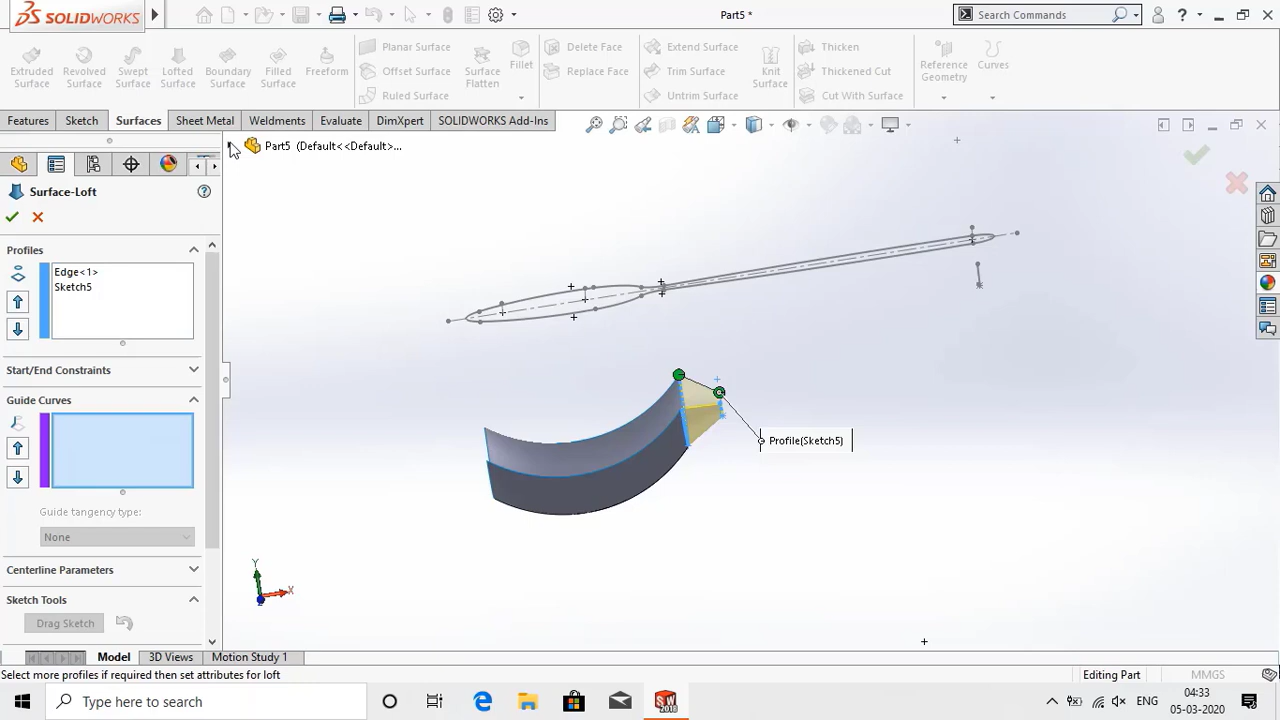 SOLIDWORKS
Part5 *
Search Commands
?
Extruded Surface
Revolved Surface
Swept Surface
Lofted Surface
Boundary Surface
Filled Surface
Freeform
Planar Surface
Offset Surface
Ruled Surface
Surface Flatten
Fillet
Delete Face
Replace Face
Extend Surface
Trim Surface
Untrim Surface
Knit Surface
Thicken
Thickened Cut
Cut With Surface
Reference Geometry
Curves
Features
Sketch
Surfaces
Sheet Metal
Weldments
Evaluate
DimXpert
SOLIDWORKS Add-Ins
Part5 (Default<<Default>...
Surface-Loft
?
Profiles
Edge<1>
Sketch5
Start/End Constraints
Guide Curves
Guide tangency type:
None
Centerline Parameters
Sketch Tools
Drag Sketch
Profile(Sketch5)
Y
X
Model
3D Views
Motion Study 1
Select more profiles if required then set attributes for loft
Editing Part
MMGS
Type here to search
SW
2018
ENG
04:33
05-03-2020